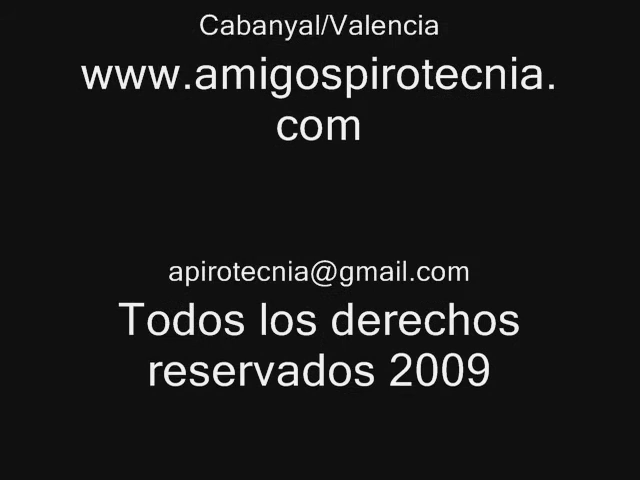 Cabanyal/Valencia
www.amigospirotecnia.
com
apirotecnia@gmail.com
Todos los derechos
reservados 2009